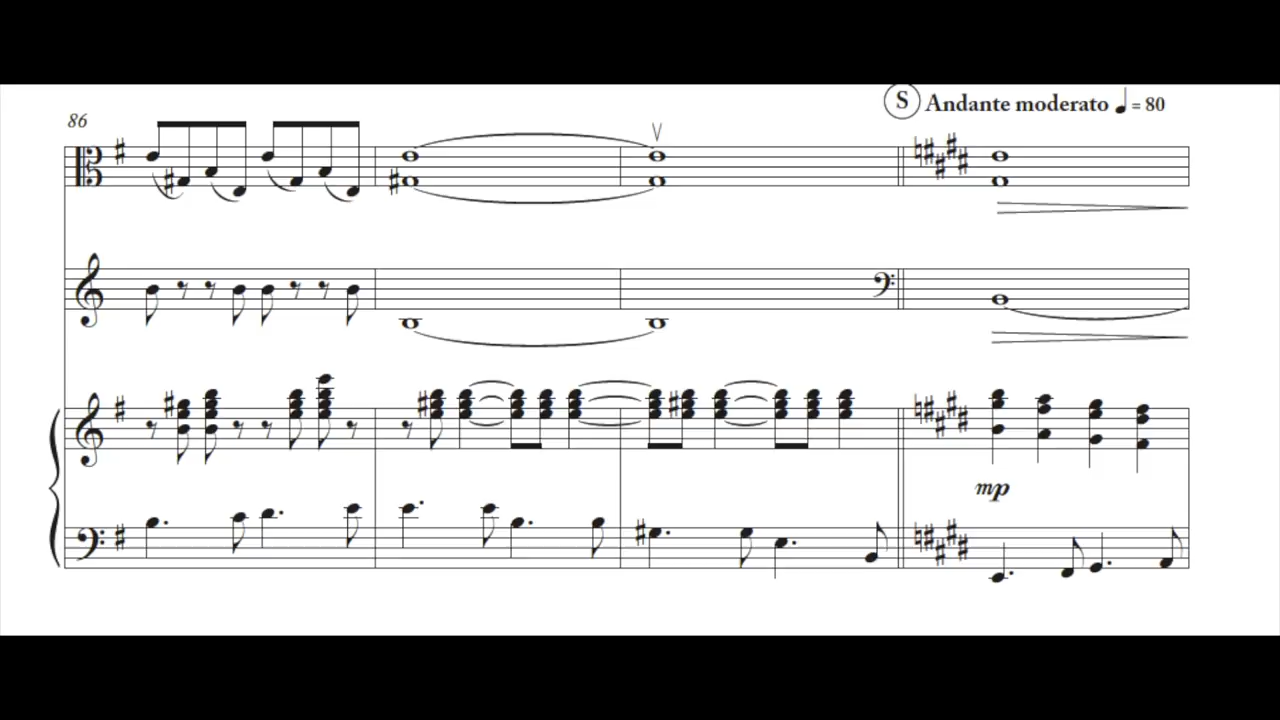 S Andante moderato ♩ = 80
86
mp